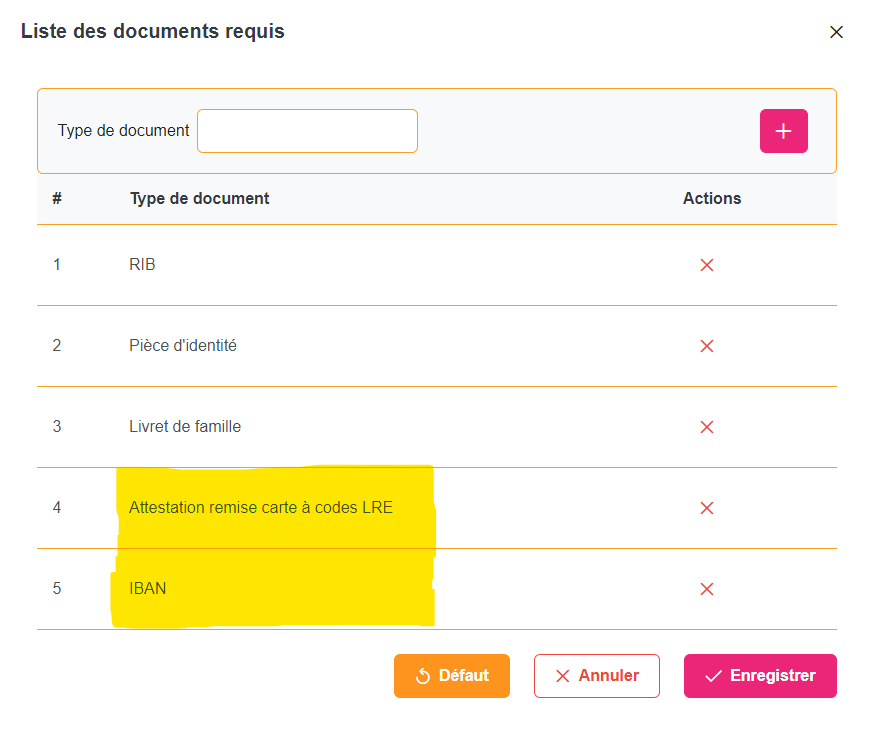 Liste des documents requis
Type de document
# Type de document Actions
1 RIB
2 Pièce d'identité
3 Livret de famille
4 Attestation remise carte à codes LRE
5 IBAN
Défaut Annuler Enregistrer